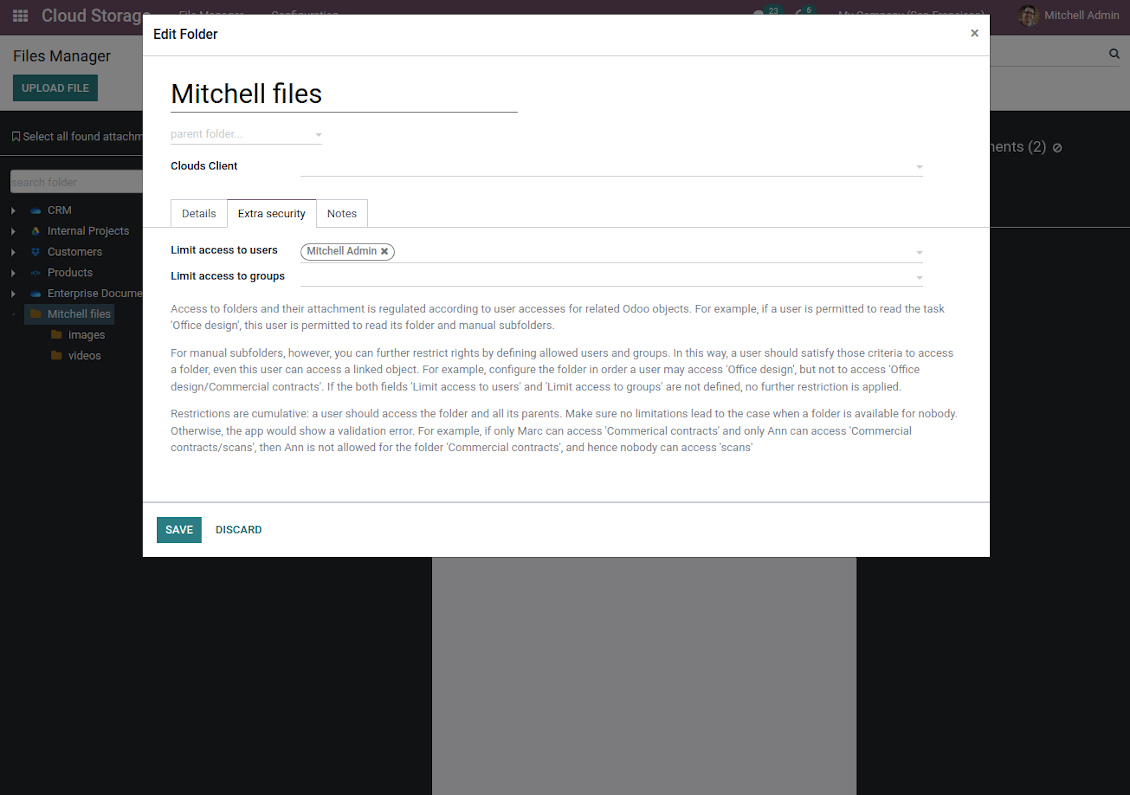 Cloud Storage File Manager Configuration 23 6 My Company (San Francisco) Mitchell Admin
Edit Folder ×
Files Manager
UPLOAD FILE
Mitchell files
Select all found attachm
parent folder...
ments (2)
Clouds Client
search folder
CRM
Internal Projects
Customers
Products
Enterprise Docume
Mitchell files
images
videos
Details Extra security Notes
Limit access to users Mitchell Admin ×
Limit access to groups
Access to folders and their attachment is regulated according to user accesses for related Odoo objects. For example, if a user is permitted to read the task
'Office design', this user is permitted to read its folder and manual subfolders.
For manual subfolders, however, you can further restrict rights by defining allowed users and groups. In this way, a user should satisfy those criteria to access
a folder, even this user can access a linked object. For example, configure the folder in order a user may access 'Office design', but not to access 'Office
design/Commercial contracts'. If the both fields 'Limit access to users' and 'Limit access to groups' are not defined, no further restriction is applied.
Restrictions are cumulative: a user should access the folder and all its parents. Make sure no limitations lead to the case when a folder is available for nobody.
Otherwise, the app would show a validation error. For example, if only Marc can access 'Commerical contracts' and only Ann can access 'Commercial
contracts/scans', then Ann is not allowed for the folder 'Commercial contracts', and hence nobody can access 'scans'
SAVE DISCARD